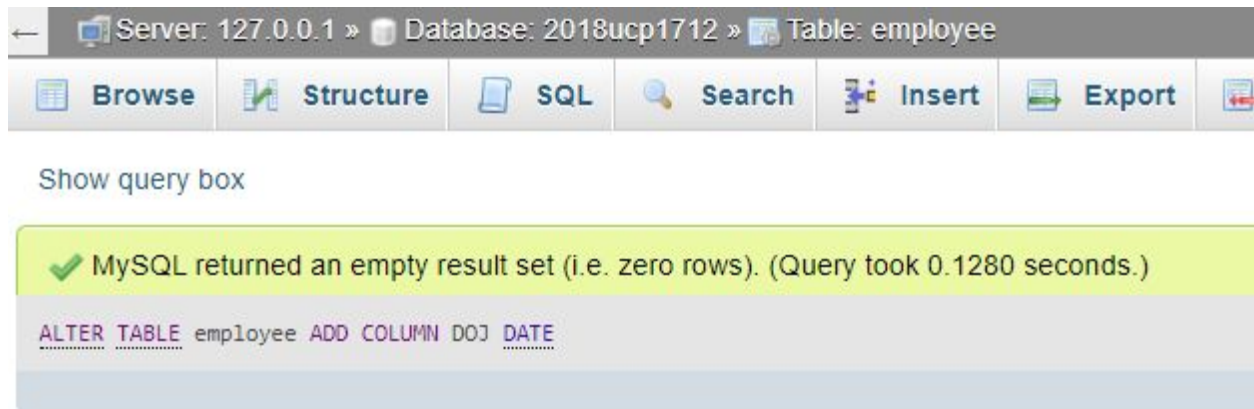 ← Server: 127.0.0.1 » Database: 2018ucp1712 » Table: employee
Browse Structure SQL Search Insert Export
Show query box
MySQL returned an empty result set (i.e. zero rows). (Query took 0.1280 seconds.)
ALTER TABLE employee ADD COLUMN DOJ DATE